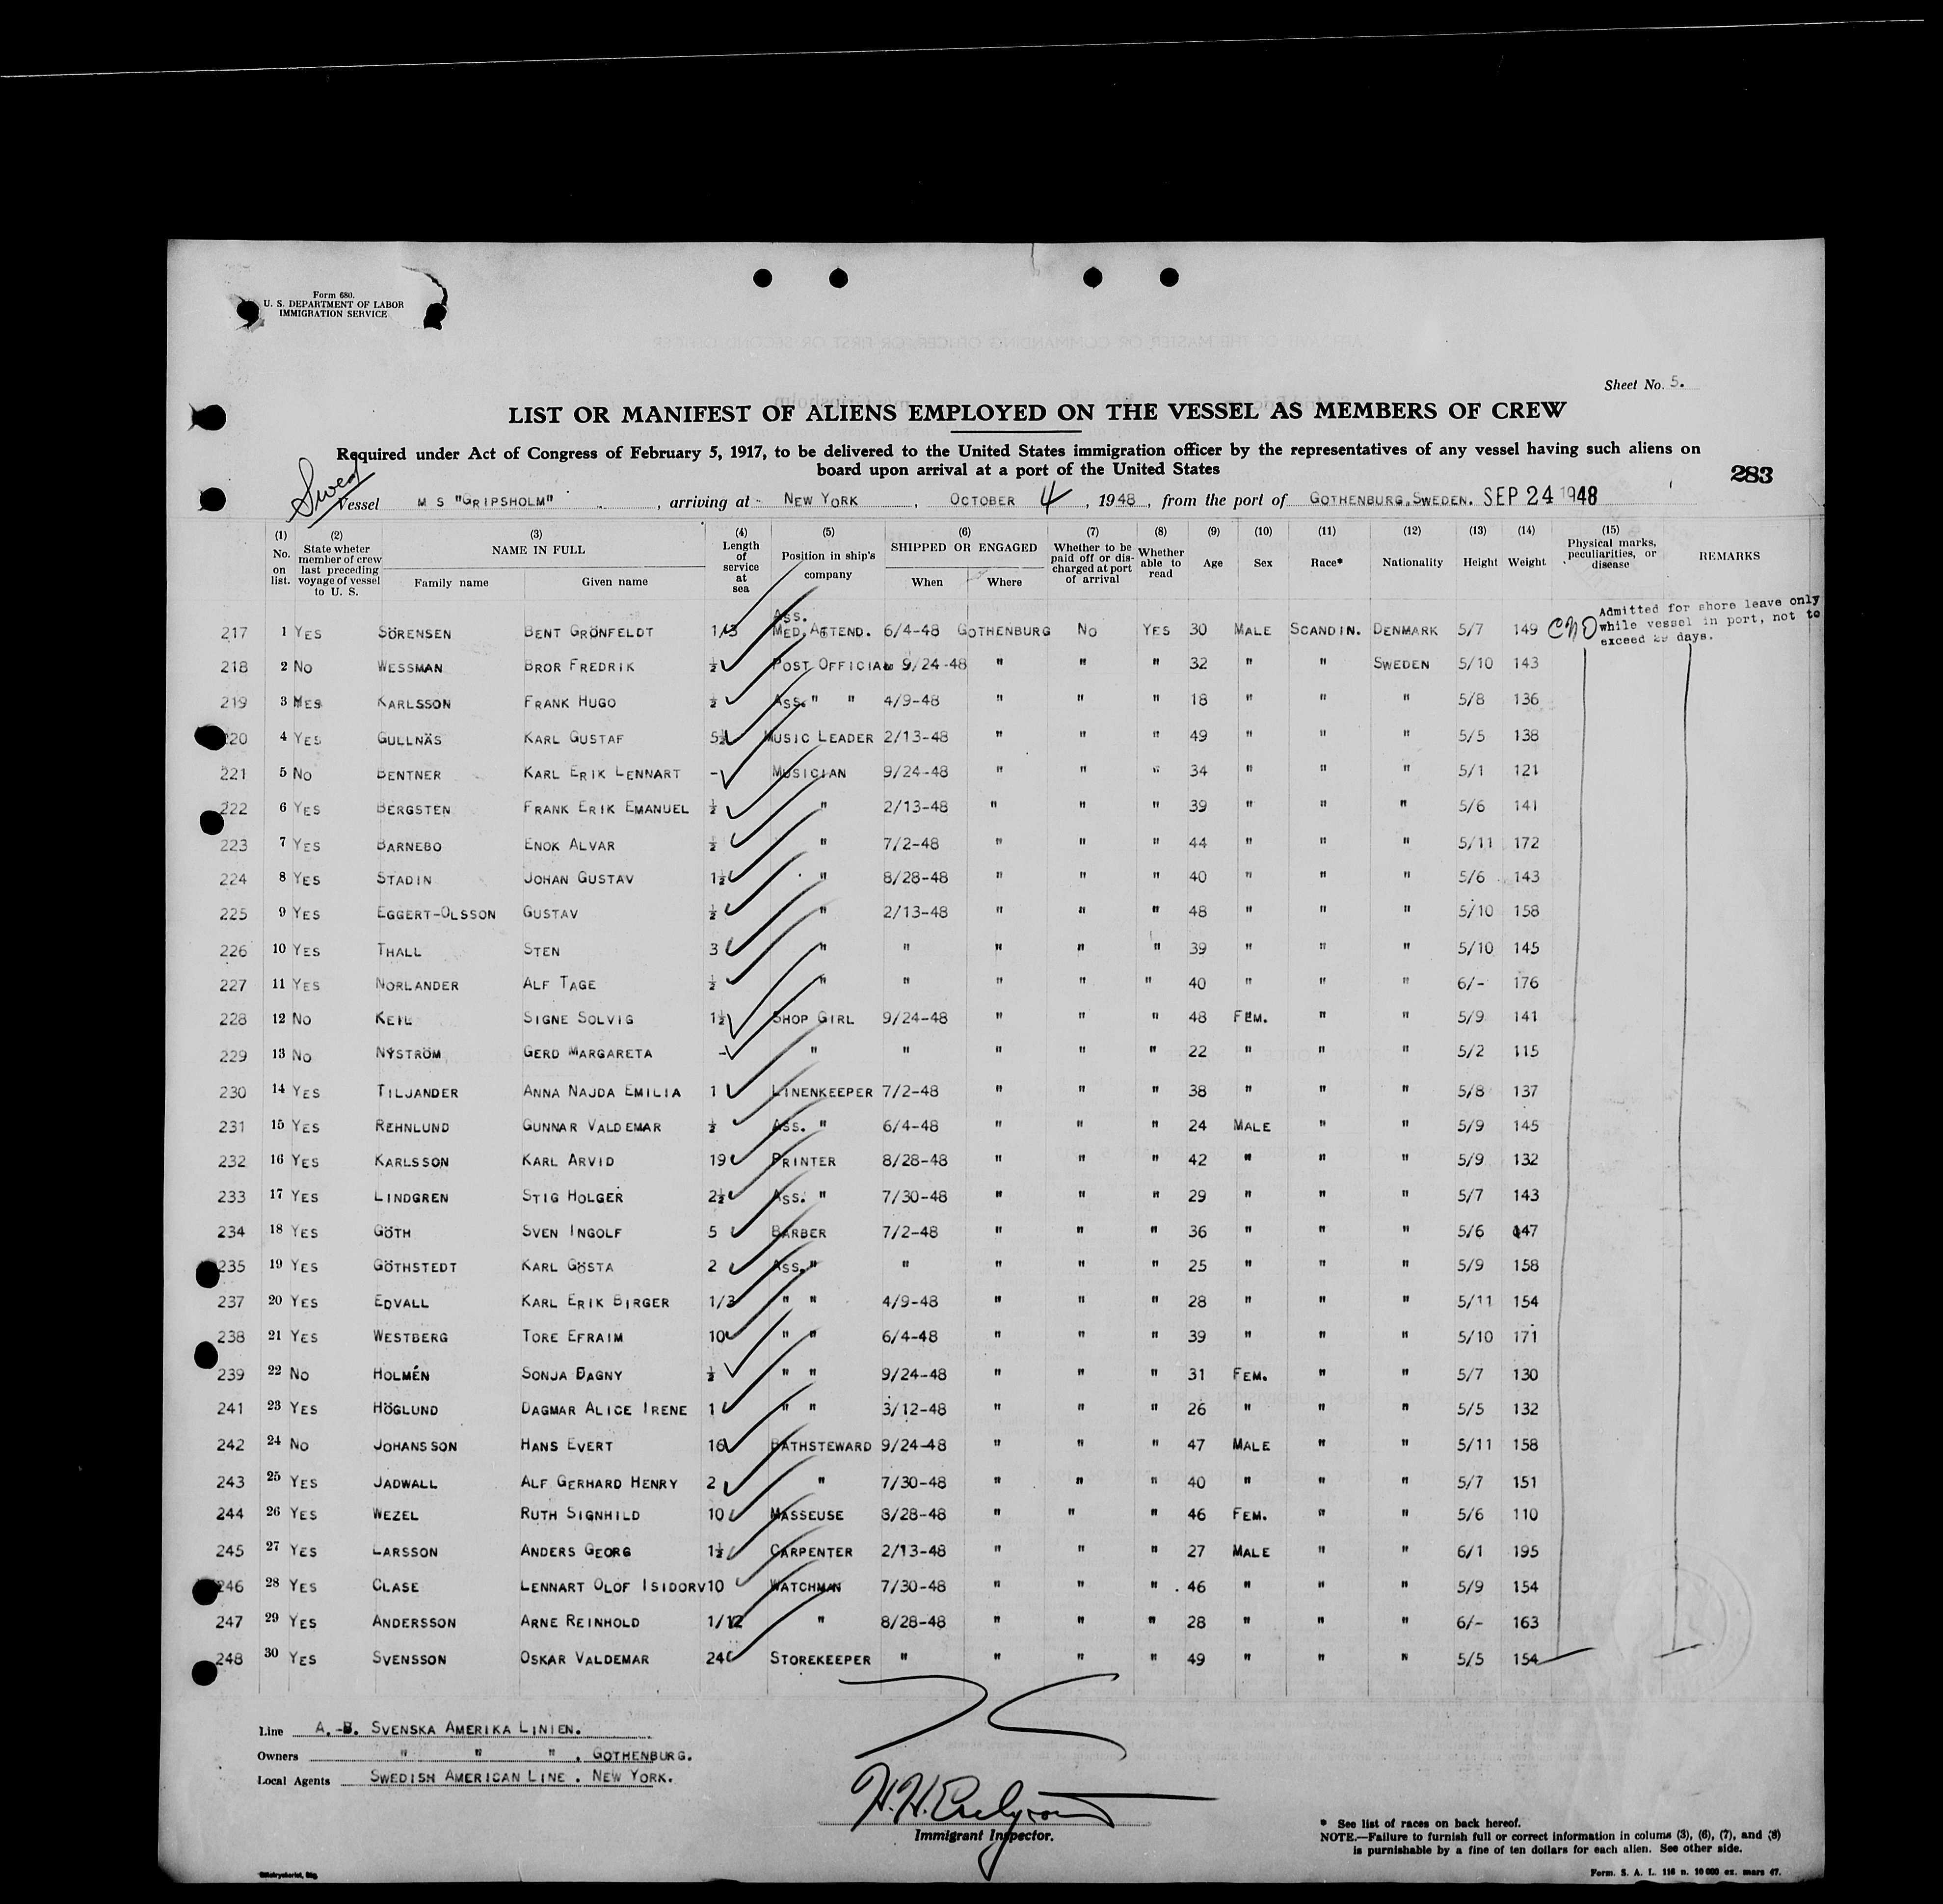 Form 680.
U. S. DEPARTMENT OF LABOR
IMMIGRATION SERVICE
Sheet No. 5.
LIST OR MANIFEST OF ALIENS EMPLOYED ON THE VESSEL AS MEMBERS OF CREW
Required under Act of Congress of February 5, 1917, to be delivered to the United States immigration officer by the representatives of any vessel having such aliens on
board upon arrival at a port of the United States
283
Swed
Vessel M S "GRIPSHOLM", arriving at NEW YORK, OCTOBER 4, 1948, from the port of GOTHENBURG, SWEDEN. SEP 24 1948
(1) No. on list. (2) State wheter member of crew last preceding voyage of vessel to U. S. (3) NAME IN FULL Family name Given name (4) Length of service at sea (5) Position in ship's company (6) SHIPPED OR ENGAGED When Where (7) Whether to be paid off or discharged at port of arrival (8) Whether able to read (9) Age (10) Sex (11) Race* (12) Nationality (13) Height (14) Weight (15) Physical marks, peculiarities, or disease REMARKS
217 1 YES SÖRENSEN BENT GRÖNFELDT 1/3 ASS. MED. ATTEND. 6/4-48 GOTHENBURG NO YES 30 MALE SCANDIN. DENMARK 5/7 149 Admitted for shore leave only while vessel in port, not to exceed 29 days.
218 2 NO WESSMAN BROR FREDRIK ½ POST OFFICIAL 9/24-48 " " " 32 " " SWEDEN 5/10 143
219 3 YES KARLSSON FRANK HUGO ½ ASS. " " 4/9-48 " " " 18 " " " 5/8 136
220 4 YES GULLNÄS KARL GUSTAF 5½ MUSIC LEADER 2/13-48 " " " 49 " " " 5/5 138
221 5 NO BENTNER KARL ERIK LENNART - MUSICIAN 9/24-48 " " " 34 " " " 5/1 121
222 6 YES BERGSTEN FRANK ERIK EMANUEL ½ " 2/13-48 " " " 39 " " " 5/6 141
223 7 YES BARNEBO ENOK ALVAR ½ " 7/2-48 " " " 44 " " " 5/11 172
224 8 YES STADIN JOHAN GUSTAV 1½ " 8/28-48 " " " 40 " " " 5/6 143
225 9 YES EGGERT-OLSSON GUSTAV ½ " 2/13-48 " " " 48 " " " 5/10 158
226 10 YES THALL STEN 3 " " " " " 39 " " " 5/10 145
227 11 YES NORLANDER ALF TAGE ½ " " " " " 40 " " " 6/- 176
228 12 NO KEIL SIGNE SOLVIG 1½ SHOP GIRL 9/24-48 " " " 48 FEM. " " 5/9 141
229 13 NO NYSTRÖM GERD MARGARETA - " " " " " 22 " " " 5/2 115
230 14 YES TILJANDER ANNA NAJDA EMILIA 1 LINENKEEPER 7/2-48 " " " 38 " " " 5/8 137
231 15 YES REHNLUND GUNNAR VALDEMAR ½ ASS. " 6/4-48 " " " 24 MALE " " 5/9 145
232 16 YES KARLSSON KARL ARVID 19 PRINTER 8/28-48 " " " 42 " " " 5/9 132
233 17 YES LINDGREN STIG HOLGER 2½ ASS. " 7/30-48 " " " 29 " " " 5/7 143
234 18 YES GÖTH SVEN INGOLF 5 BARBER 7/2-48 " " " 36 " " " 5/6 147
235 19 YES GÖTHSTEDT KARL GÖSTA 2 ASS. " " " " " 25 " " " 5/9 158
237 20 YES EDVALL KARL ERIK BIRGER 1/3 " " 4/9-48 " " " 28 " " " 5/11 154
238 21 YES WESTBERG TORE EFRAIM 10 " " 6/4-48 " " " 39 " " " 5/10 171
239 22 NO HOLMÉN SONJA DAGNY ½ " " 9/24-48 " " " 31 FEM. " " 5/7 130
241 23 YES HÖGLUND DAGMAR ALICE IRENE 1 " " 3/12-48 " " " 26 " " " 5/5 132
242 24 NO JOHANSSON HANS EVERT 16 BATHSTEWARD 9/24-48 " " " 47 MALE " " 5/11 158
243 25 YES JADWALL ALF GERHARD HENRY 2 " 7/30-48 " " " 40 " " " 5/7 151
244 26 YES WEZEL RUTH SIGNHILD 10 MASSEUSE 8/28-48 " " " 46 FEM. " " 5/6 110
245 27 YES LARSSON ANDERS GEORG 1½ CARPENTER 2/13-48 " " " 27 MALE " " 6/1 195
246 28 YES CLASE LENNART OLOF ISIDORV 10 WATCHMAN 7/30-48 " " " 46 " " " 5/9 154
247 29 YES ANDERSSON ARNE REINHOLD 1/12 " 8/28-48 " " " 28 " " " 6/- 163
248 30 YES SVENSSON OSKAR VALDEMAR 24 STOREKEEPER " " " " 49 " " " 5/5 154
Line A.-B. SVENSKA AMERIKA LINIEN.
Owners " " ", GOTHENBURG.
Local Agents SWEDISH AMERICAN LINE. NEW YORK.
Immigrant Inspector.
* See list of races on back hereof.
NOTE.—Failure to furnish full or correct information in colums (3), (6), (7), and (8)
is purnishable by a fine of ten dollars for each alien. See other side.
Form. S. A. L. 116 n. 10 000 ex. mars 47.